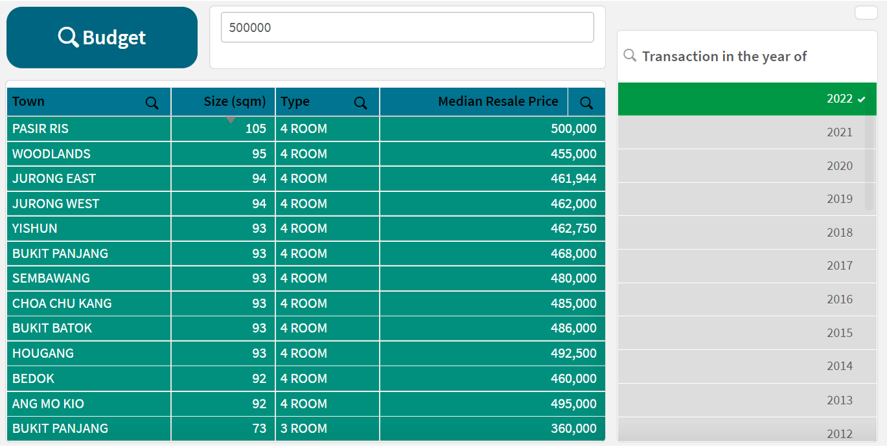 Budget
500000
Transaction in the year of
Town Size (sqm) Type Median Resale Price
PASIR RIS 105 4 ROOM 500,000
WOODLANDS 95 4 ROOM 455,000
JURONG EAST 94 4 ROOM 461,944
JURONG WEST 94 4 ROOM 462,000
YISHUN 93 4 ROOM 462,750
BUKIT PANJANG 93 4 ROOM 468,000
SEMBAWANG 93 4 ROOM 480,000
CHOA CHU KANG 93 4 ROOM 485,000
BUKIT BATOK 93 4 ROOM 486,000
HOUGANG 93 4 ROOM 492,500
BEDOK 92 4 ROOM 460,000
ANG MO KIO 92 4 ROOM 495,000
BUKIT PANJANG 73 3 ROOM 360,000
2022
2021
2020
2019
2018
2017
2016
2015
2014
2013
2012